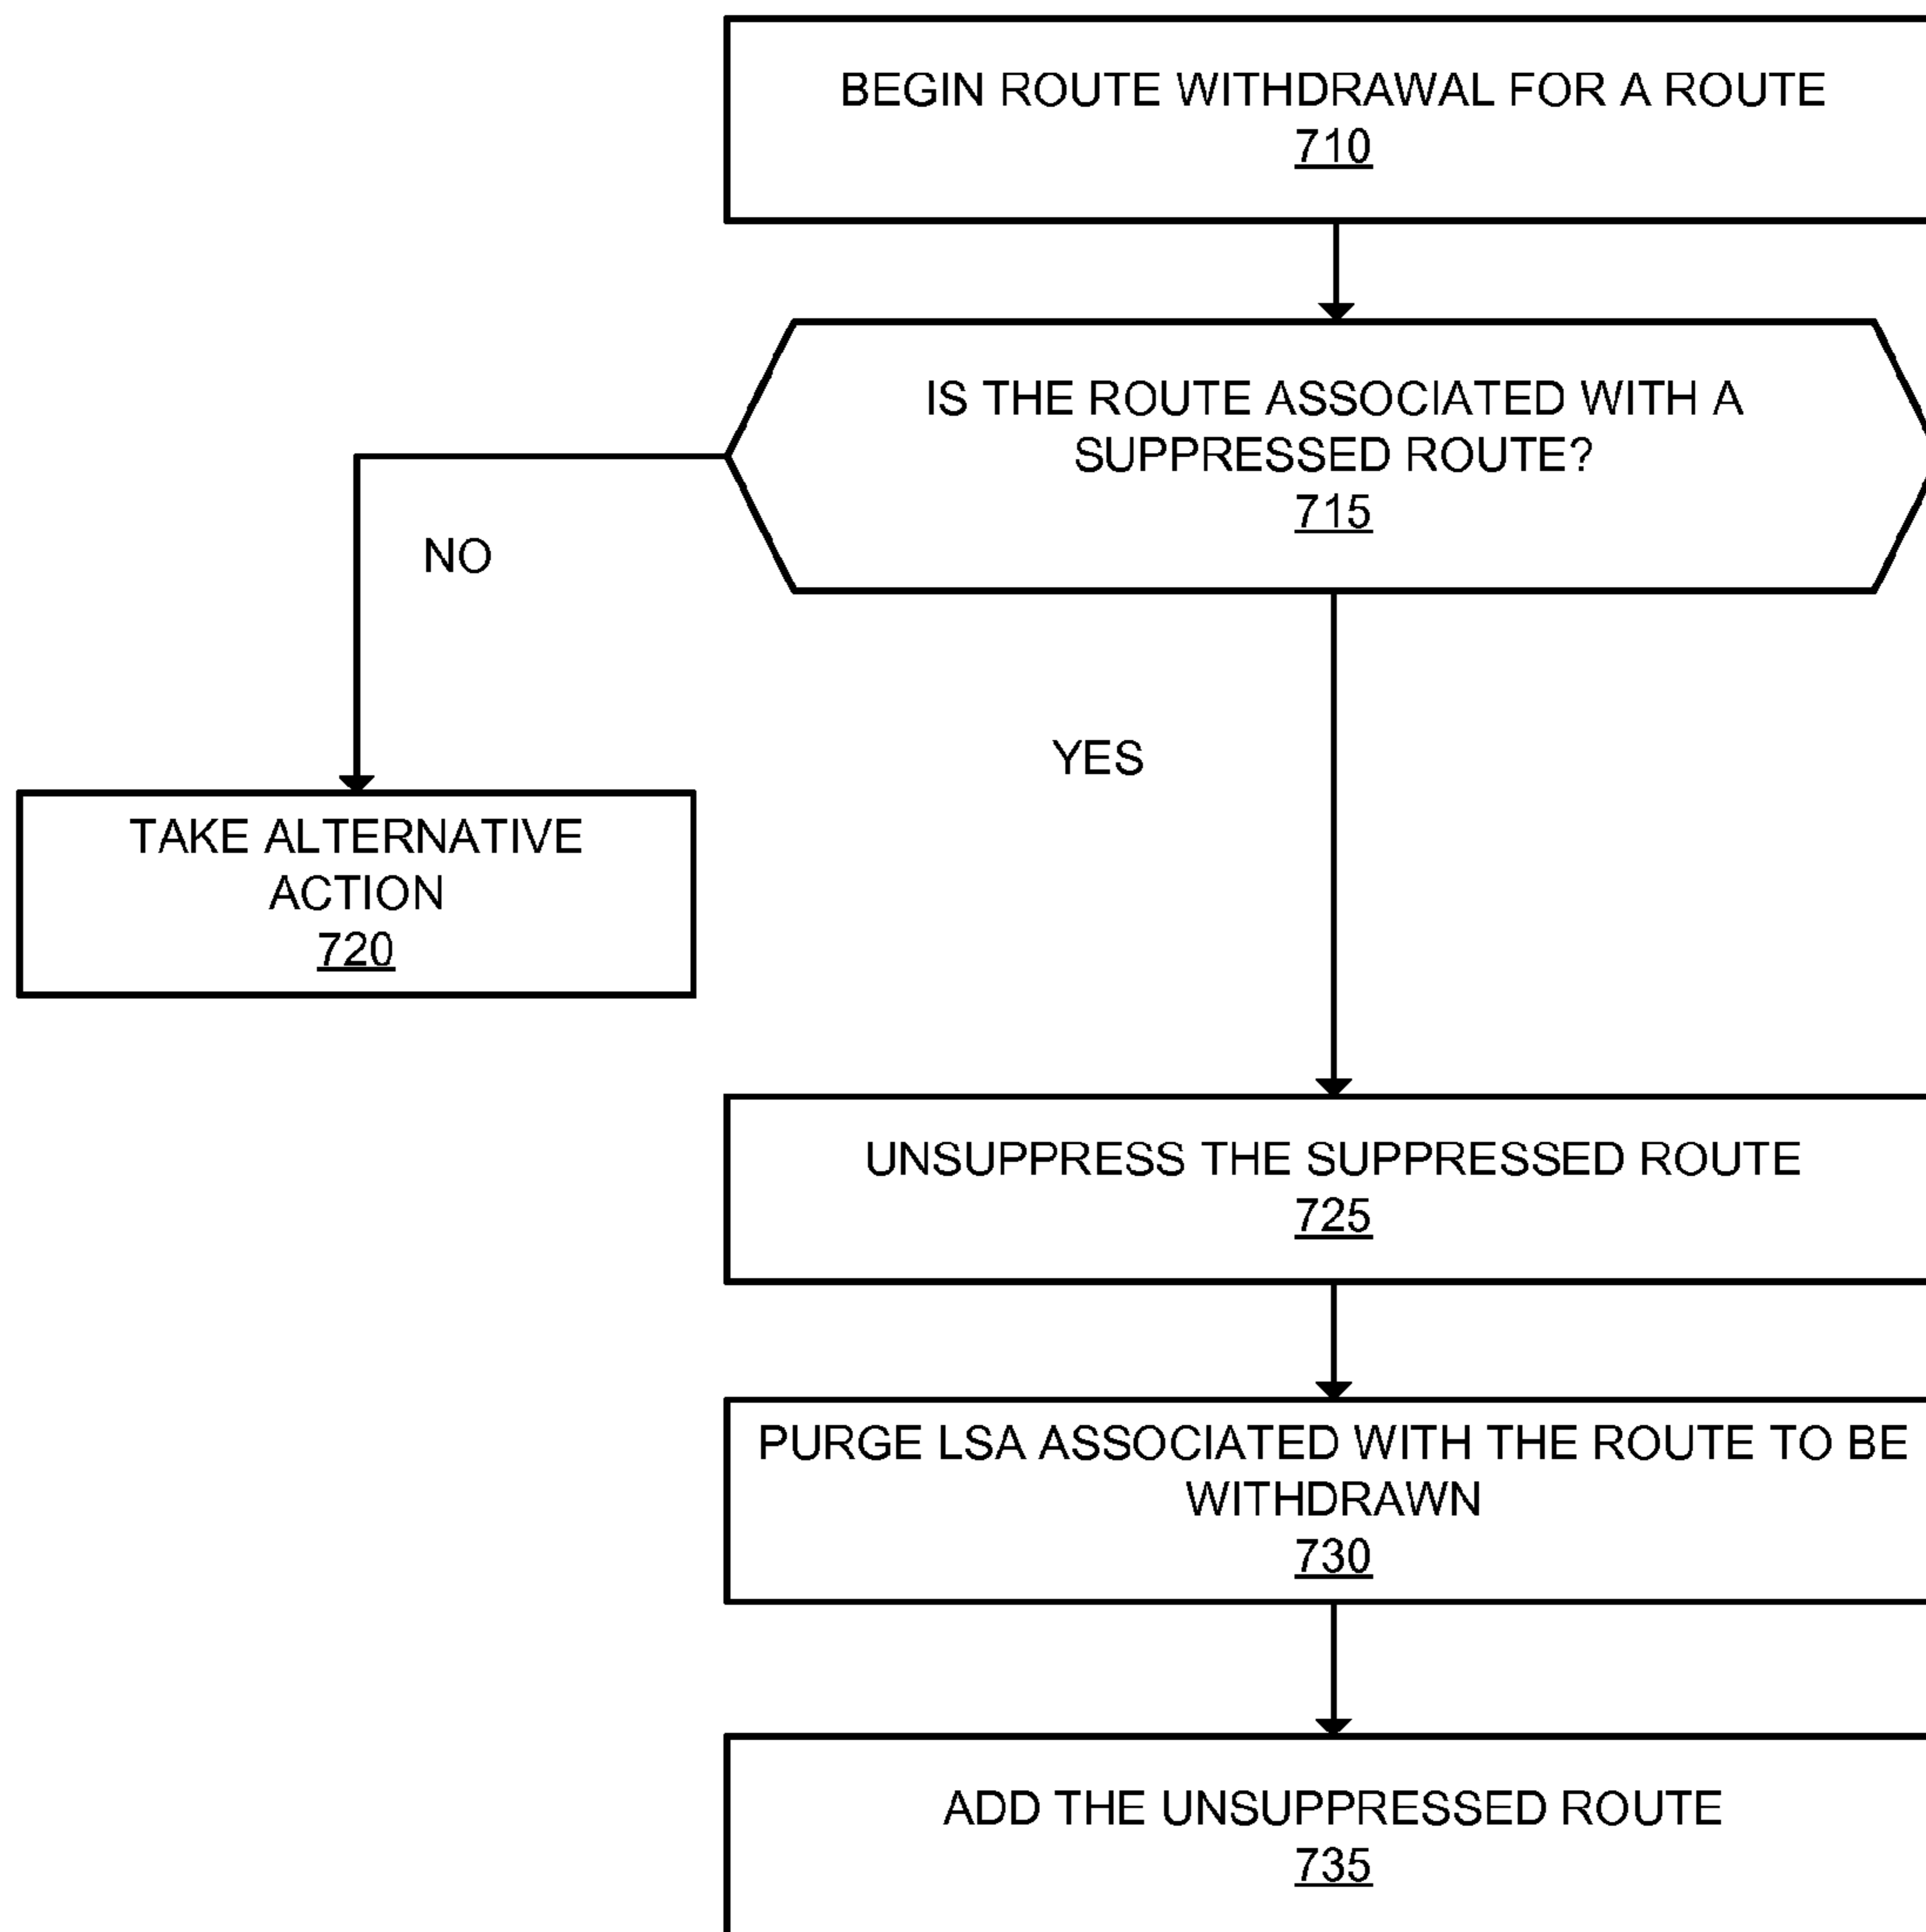 BEGIN ROUTE WITHDRAWAL FOR A ROUTE
710
IS THE ROUTE ASSOCIATED WITH A
SUPPRESSED ROUTE?
715
NO
YES
TAKE ALTERNATIVE
ACTION
720
UNSUPPRESS THE SUPPRESSED ROUTE
725
PURGE LSA ASSOCIATED WITH THE ROUTE TO BE
WITHDRAWN
730
ADD THE UNSUPPRESSED ROUTE
735